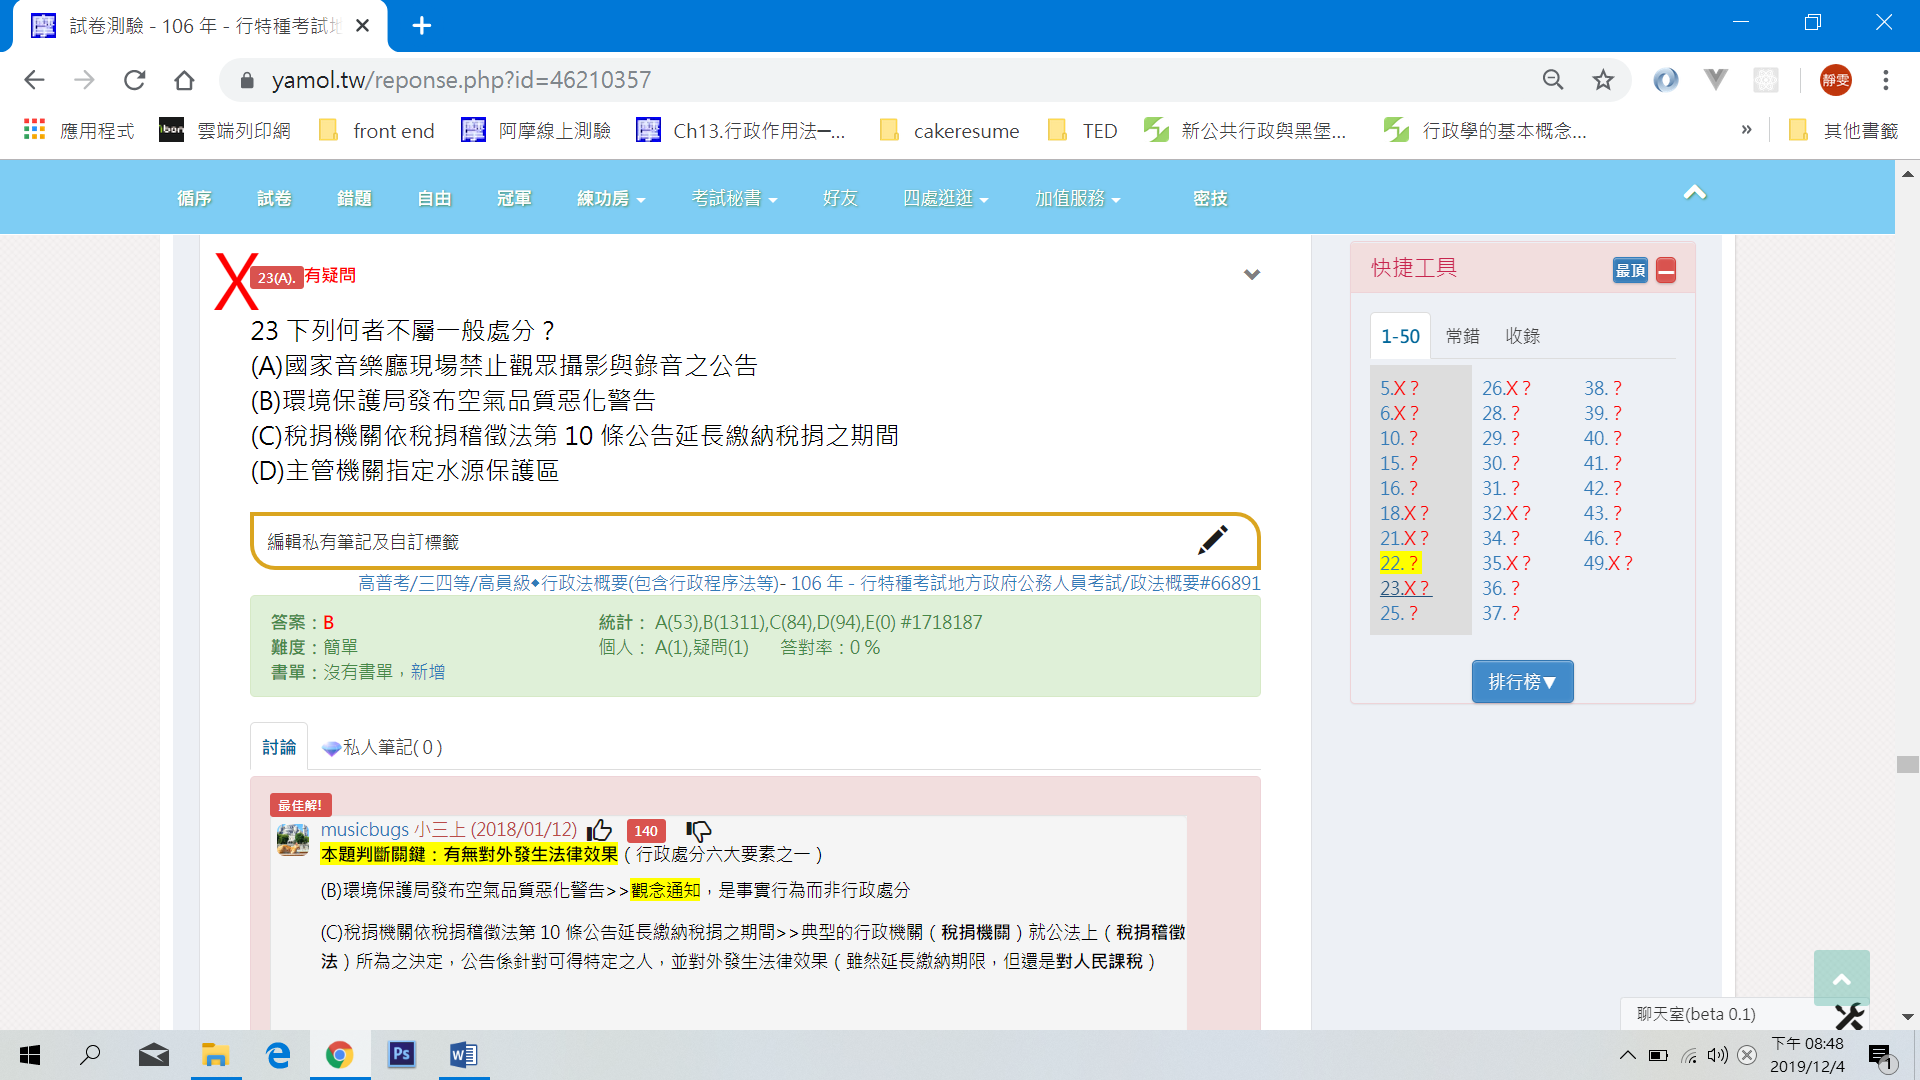 試卷測驗 - 106 年 - 行特種考試地
yamol.tw/reponse.php?id=46210357
靜雯
應用程式
ibon
雲端列印網
front end
阿摩線上測驗
Ch13.行政作用法─...
cakeresume
TED
新公共行政與黑堡...
行政學的基本概念...
»
其他書籤
循序 試卷 錯題 自由 冠軍 練功房 考試秘書 好友 四處逛逛 加值服務 密技
X 23(A). 有疑問
23 下列何者不屬一般處分？
(A)國家音樂廳現場禁止觀眾攝影與錄音之公告
(B)環境保護局發布空氣品質惡化警告
(C)稅捐機關依稅捐稽徵法第 10 條公告延長繳納稅捐之期間
(D)主管機關指定水源保護區
編輯私有筆記及自訂標籤
高普考/三四等/高員級◆行政法概要(包含行政程序法等)- 106 年 - 行特種考試地方政府公務人員考試/政法概要#66891
答案：B
難度：簡單
書單：沒有書單，新增
統計： A(53),B(1311),C(84),D(94),E(0) #1718187
個人： A(1),疑問(1) 答對率：0 %
討論
私人筆記( 0 )
最佳解!
musicbugs 小三上 (2018/01/12) 140
本題判斷關鍵：有無對外發生法律效果（行政處分六大要素之一）
(B)環境保護局發布空氣品質惡化警告>>觀念通知，是事實行為而非行政處分
(C)稅捐機關依稅捐稽徵法第 10 條公告延長繳納稅捐之期間>>典型的行政機關（稅捐機關）就公法上（稅捐稽徵
法）所為之決定，公告係針對可得特定之人，並對外發生法律效果（雖然延長繳納期限，但還是對人民課稅）
快捷工具
最頂
1-50 常錯 收錄
5.X？
6.X？
10.？
15.？
16.？
18.X？
21.X？
22.？
23.X？
25.？
26.X？
28.？
29.？
30.？
31.？
32.X？
34.？
35.X？
36.？
37.？
38.？
39.？
40.？
41.？
42.？
43.？
46.？
49.X？
排行榜▼
聊天室(beta 0.1)
Ps
下午 08:48
2019/12/4
1